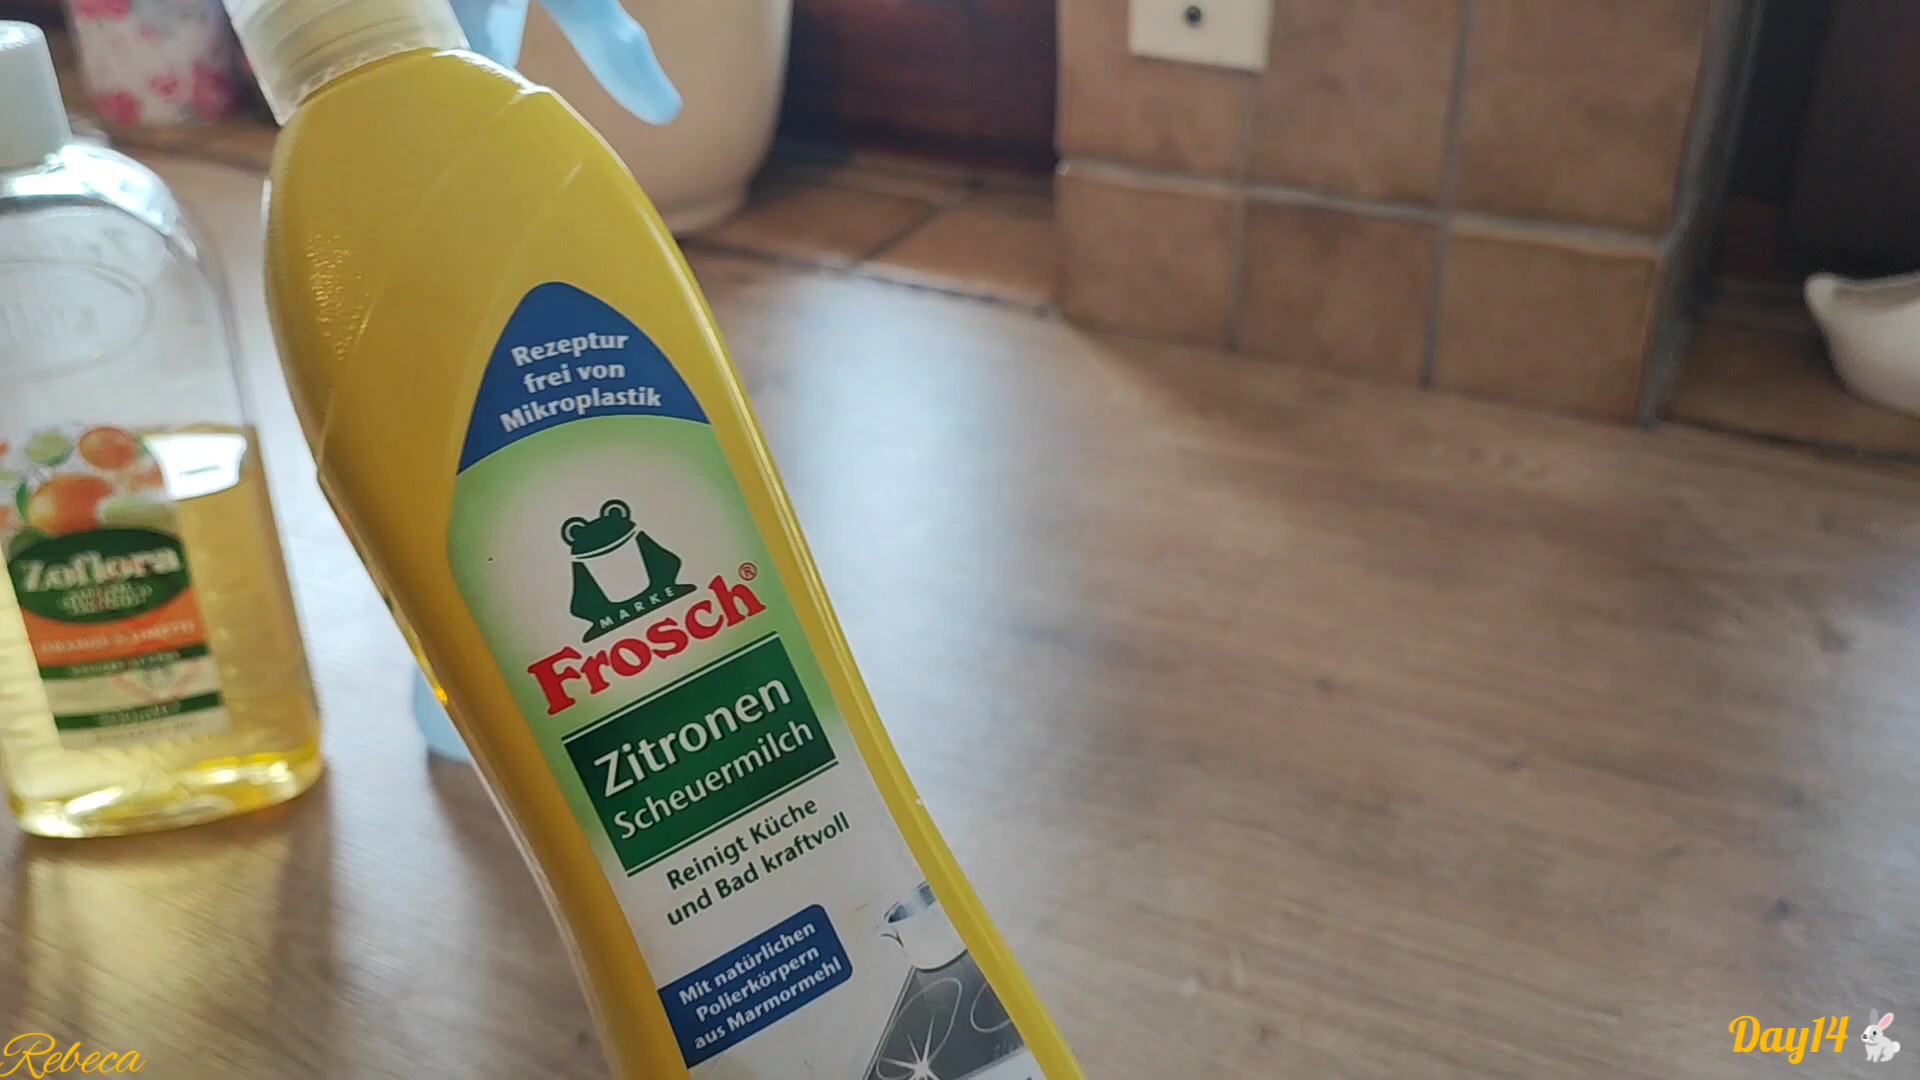 Rezeptur
frei von
Mikroplastik
MARKE
Frosch®
Zitronen
Scheuermilch
Reinigt Küche
und Bad kraftvoll
Mit natürlichen
Polierkörpern
aus Marmormehl
Zoflora
Rebeca
Day14